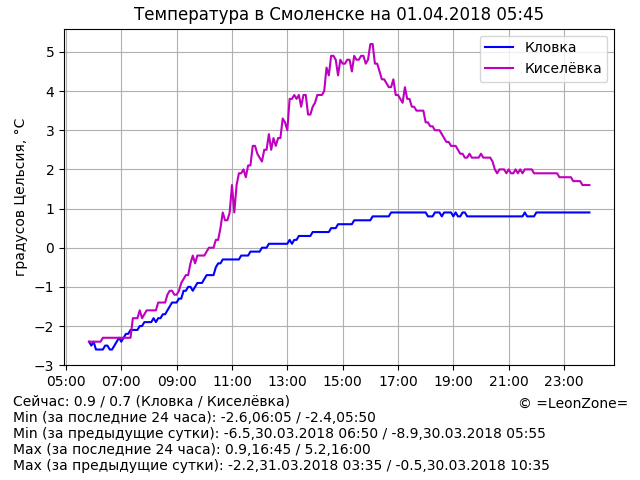 Температура в Смоленске на 01.04.2018 05:45
Кловка
Киселёвка
градусов Цельсия, °C
5
4
3
2
1
0
−1
−2
−3
05:00 07:00 09:00 11:00 13:00 15:00 17:00 19:00 21:00 23:00
Сейчас: 0.9 / 0.7 (Кловка / Киселёвка)
© =LeonZone=
Min (за последние 24 часа): -2.6,06:05 / -2.4,05:50
Min (за предыдущие сутки): -6.5,30.03.2018 06:50 / -8.9,30.03.2018 05:55
Max (за последние 24 часа): 0.9,16:45 / 5.2,16:00
Max (за предыдущие сутки): -2.2,31.03.2018 03:35 / -0.5,30.03.2018 10:35